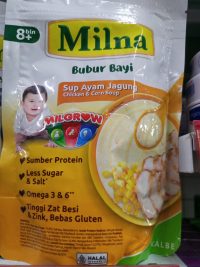 8+ bln
Milna
Bubur Bayi
Sup Ayam Jagung
Chicken & Corn Soup
MILGROW
Sumber Protein
Less Sugar
& Salt*
Omega 3 & 6**
Tinggi Zat Besi
& Zink, Bebas Gluten
HALAL
KALBE